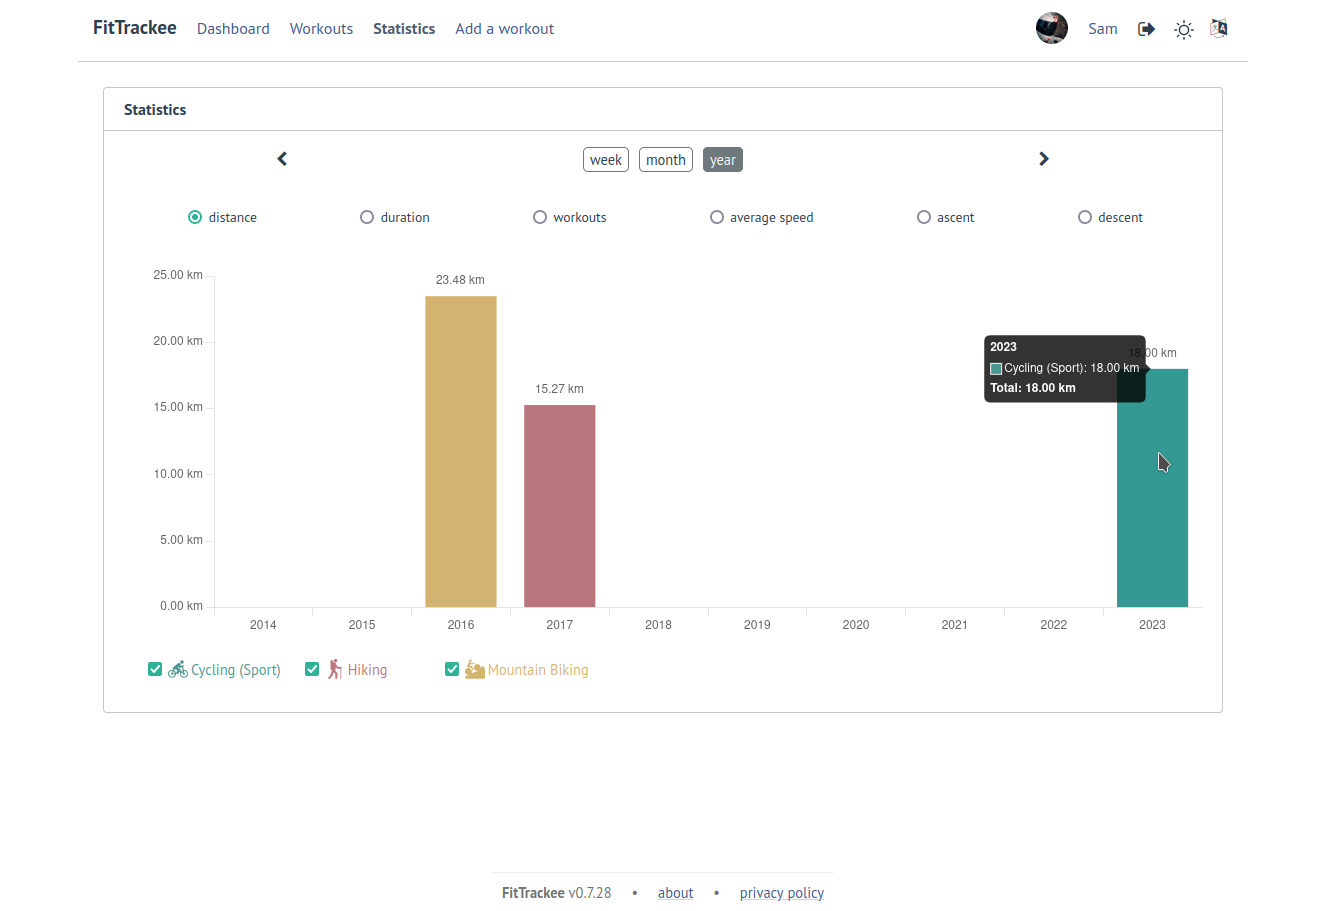 FitTrackee Dashboard Workouts Statistics Add a workout Sam
Statistics
week month year
distance duration workouts average speed ascent descent
25.00 km
23.48 km
20.00 km
2023
18.00 km
Cycling (Sport): 18.00 km
Total: 18.00 km
15.27 km
15.00 km
10.00 km
5.00 km
0.00 km
2014 2015 2016 2017 2018 2019 2020 2021 2022 2023
Cycling (Sport) Hiking Mountain Biking
FitTrackee v0.7.28 • about • privacy policy